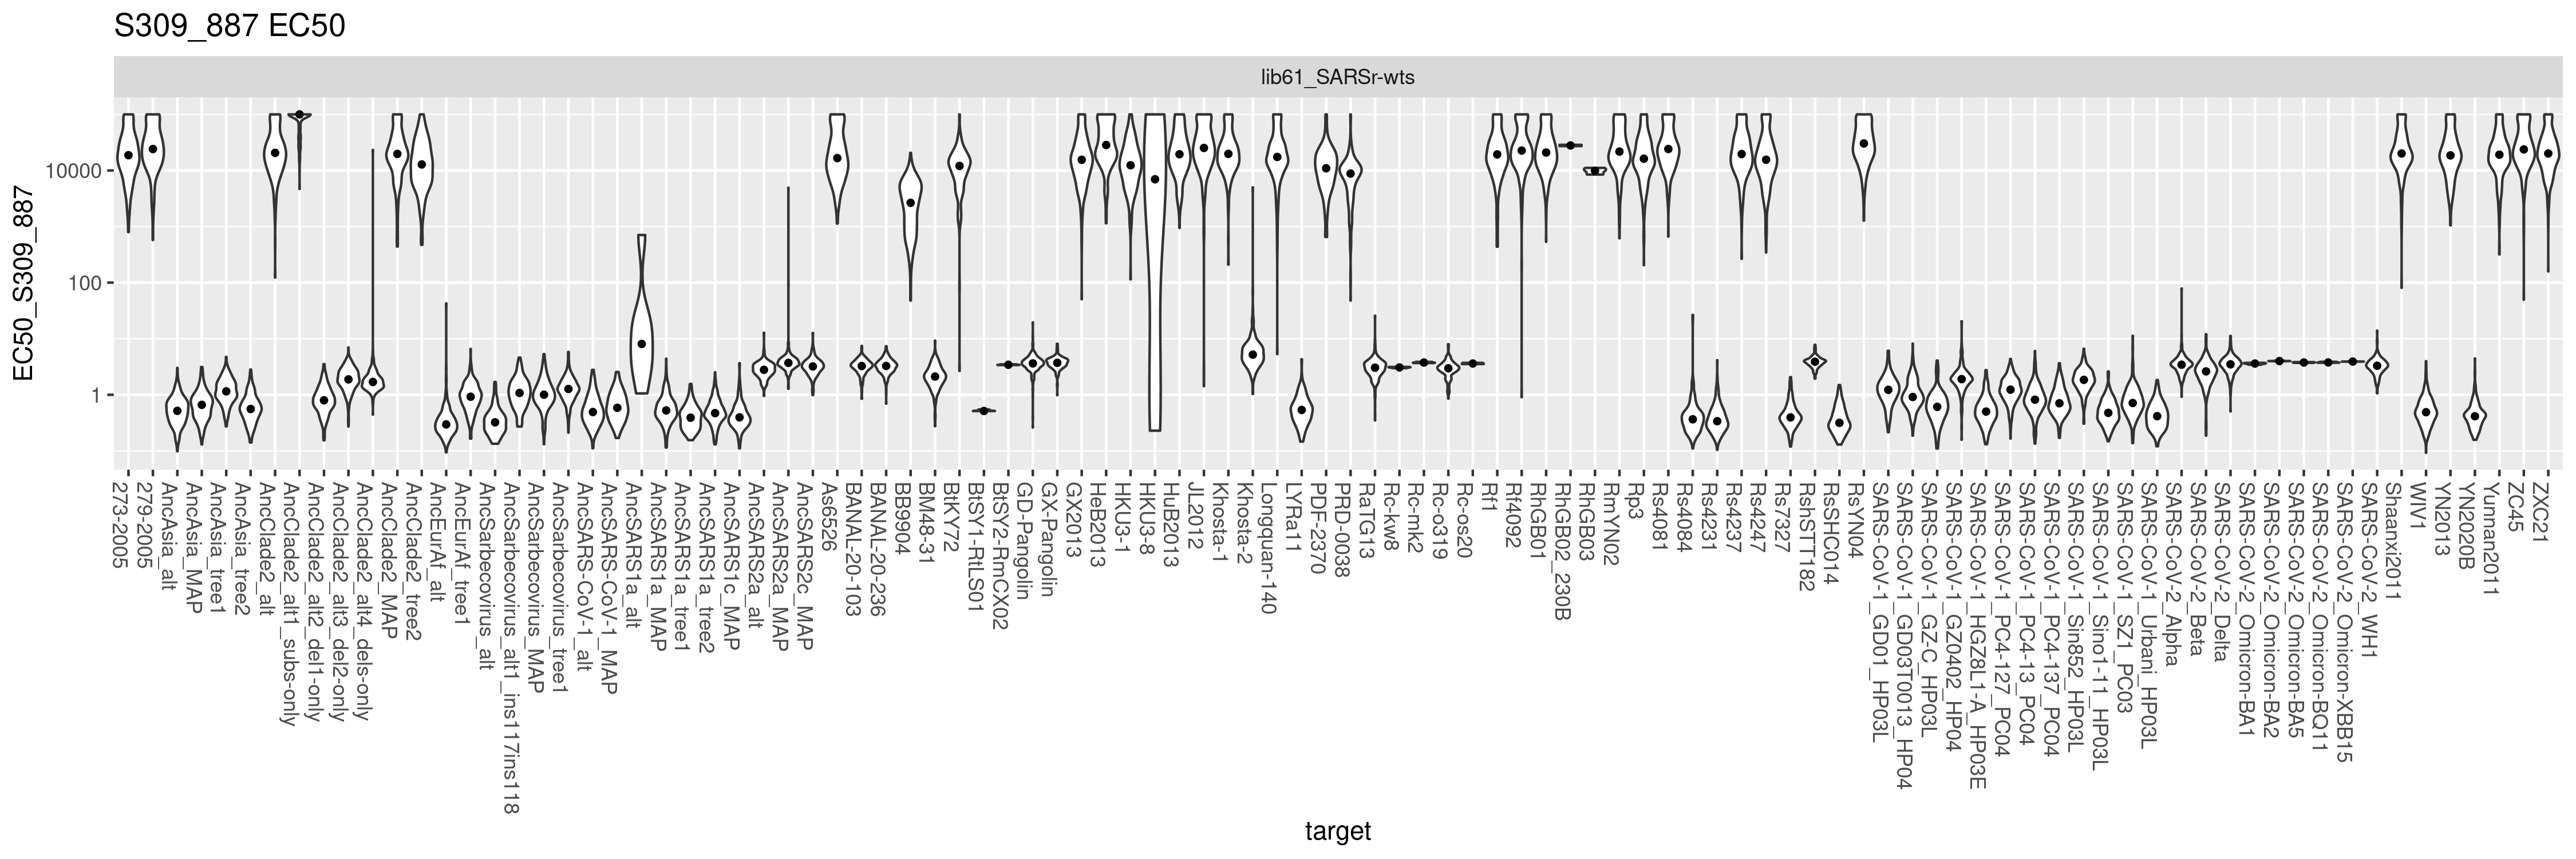 S309_887 EC50
lib61_SARSr-wts
EC50_S309_887
10000
100
1
273-2005
279-2005
AncAsia_alt
AncAsia_MAP
AncAsia_tree1
AncAsia_tree2
AncClade2_alt
AncClade2_alt1_subs-only
AncClade2_alt2_del1-only
AncClade2_alt3_del2-only
AncClade2_alt4_dels-only
AncClade2_MAP
AncClade2_tree2
AncEurAf_alt
AncEurAf_tree1
AncSarbecovirus_alt
AncSarbecovirus_alt1_ins117ins118
AncSarbecovirus_MAP
AncSarbecovirus_tree1
AncSARS-CoV-1_alt
AncSARS-CoV-1_MAP
AncSARS1a_alt
AncSARS1a_MAP
AncSARS1a_tree1
AncSARS1a_tree2
AncSARS1c_MAP
AncSARS2a_alt
AncSARS2a_MAP
AncSARS2c_MAP
As6526
BANAL-20-103
BANAL-20-236
BB9904
BM48-31
BtKY72
BtSY1-RtLS01
BtSY2-RmCX02
GD-Pangolin
GX-Pangolin
GX2013
HeB2013
HKU3-1
HKU3-8
HuB2013
JL2012
Khosta-1
Khosta-2
Longquan-140
LYRa11
PDF-2370
PRD-0038
RaTG13
Rc-kw8
Rc-mk2
Rc-o319
Rc-os20
Rf1
Rf4092
RhGB01
RhGB02_230B
RhGB03
RmYN02
Rp3
Rs4081
Rs4084
Rs4231
Rs4237
Rs4247
Rs7327
RshSTT182
RsSHC014
RsYN04
SARS-CoV-1_GD01_HP03L
SARS-CoV-1_GD03T0013_HP04
SARS-CoV-1_GZ-C_HP03L
SARS-CoV-1_GZ0402_HP04
SARS-CoV-1_HGZ8L1-A_HP03E
SARS-CoV-1_PC4-127_PC04
SARS-CoV-1_PC4-13_PC04
SARS-CoV-1_PC4-137_PC04
SARS-CoV-1_Sin852_HP03L
SARS-CoV-1_Sino1-11_HP03L
SARS-CoV-1_SZ1_PC03
SARS-CoV-1_Urbani_HP03L
SARS-CoV-2_Alpha
SARS-CoV-2_Beta
SARS-CoV-2_Delta
SARS-CoV-2_Omicron-BA1
SARS-CoV-2_Omicron-BA2
SARS-CoV-2_Omicron-BA5
SARS-CoV-2_Omicron-BQ11
SARS-CoV-2_Omicron-XBB15
SARS-CoV-2_WH1
Shaanxi2011
WIV1
YN2013
YN2020B
Yunnan2011
ZC45
ZXC21
target